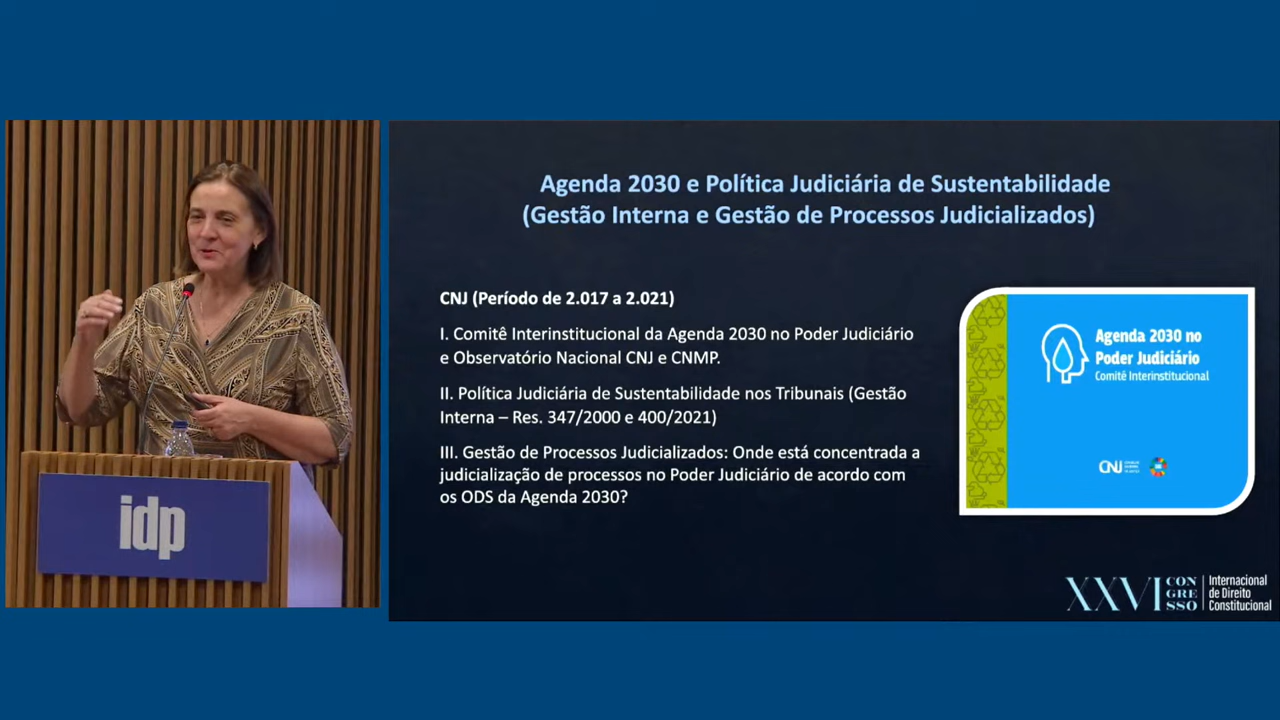 idp
Agenda 2030 e Política Judiciária de Sustentabilidade
(Gestão Interna e Gestão de Processos Judicializados)
CNJ (Período de 2.017 a 2.021)
I. Comitê Interinstitucional da Agenda 2030 no Poder Judiciário
e Observatório Nacional CNJ e CNMP.
II. Política Judiciária de Sustentabilidade nos Tribunais (Gestão
Interna – Res. 347/2000 e 400/2021)
III. Gestão de Processos Judicializados: Onde está concentrada a
judicialização de processos no Poder Judiciário de acordo com
os ODS da Agenda 2030?
Agenda 2030 no
Poder Judiciário
Comitê Interinstitucional
CNJ
XXVI CON
GRE
SSO
Internacional
de Direito
Constitucional